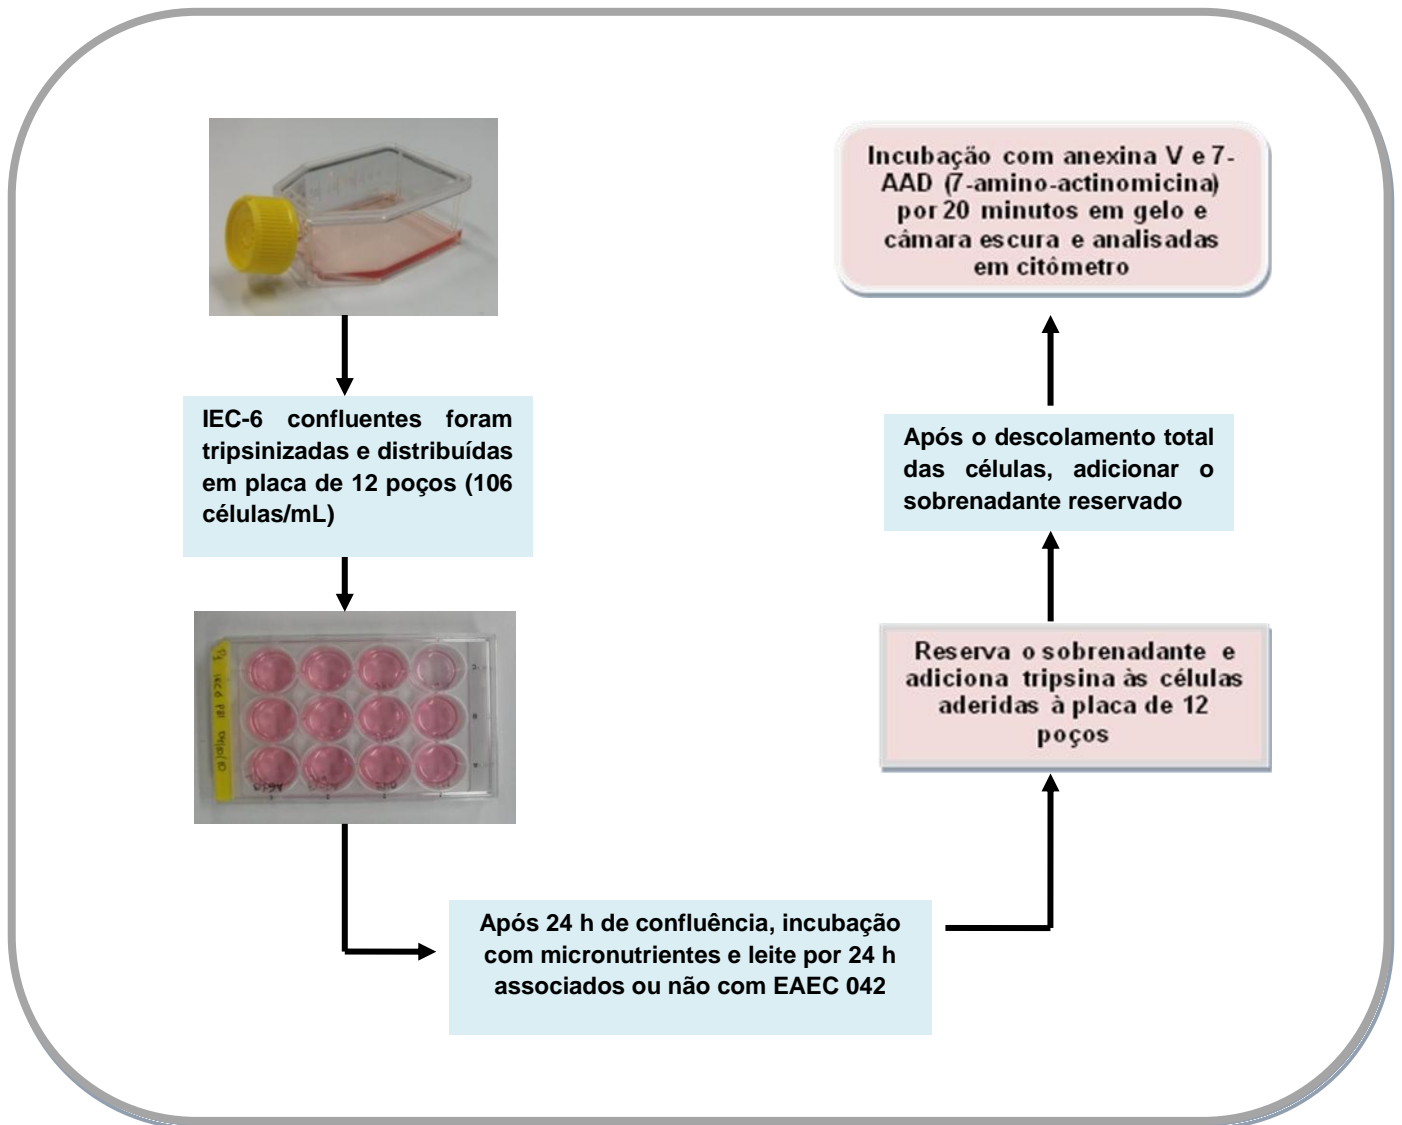 IEC-6 confluentes foram
tripsinizadas e distribuídas
em placa de 12 poços (106
células/mL)
Após 24 h de confluência, incubação
com micronutrientes e leite por 24 h
associados ou não com EAEC 042
Reserva o sobrenadante e
adiciona tripsina às células
aderidas à placa de 12
poços
Após o descolamento total
das células, adicionar o
sobrenadante reservado
Incubação com anexina V e 7-
AAD (7-amino-actinomicina)
por 20 minutos em gelo e
câmara escura e analisadas
em citômetro